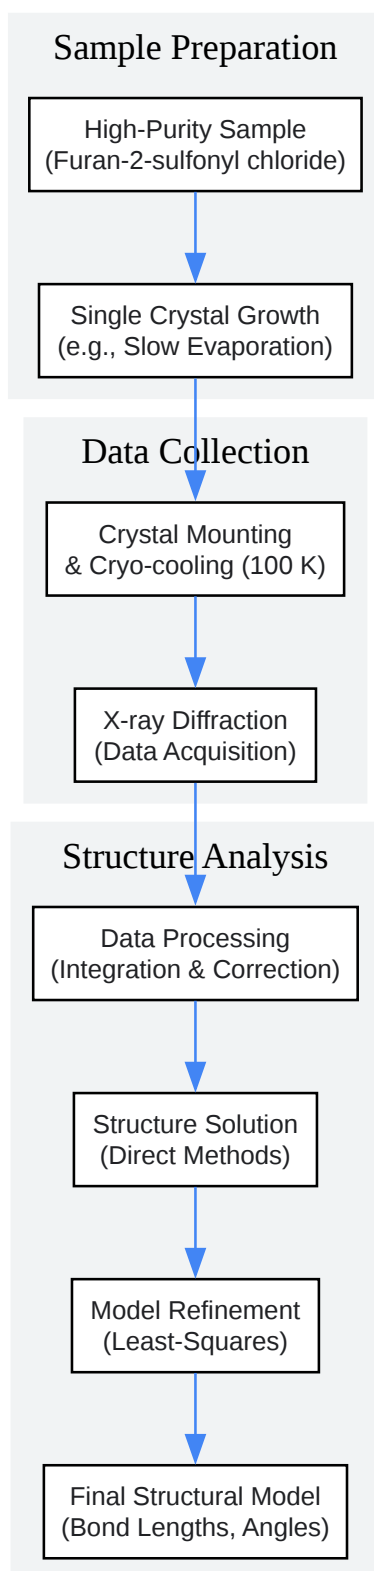 Sample Preparation
High-Purity Sample
(Furan-2-sulfonyl chloride)
Single Crystal Growth
(e.g., Slow Evaporation)
Data Collection
Crystal Mounting
& Cryo-cooling (100 K)
X-ray Diffraction
(Data Acquisition)
Structure Analysis
Data Processing
(Integration & Correction)
Structure Solution
(Direct Methods)
Model Refinement
(Least-Squares)
Final Structural Model
(Bond Lengths, Angles)